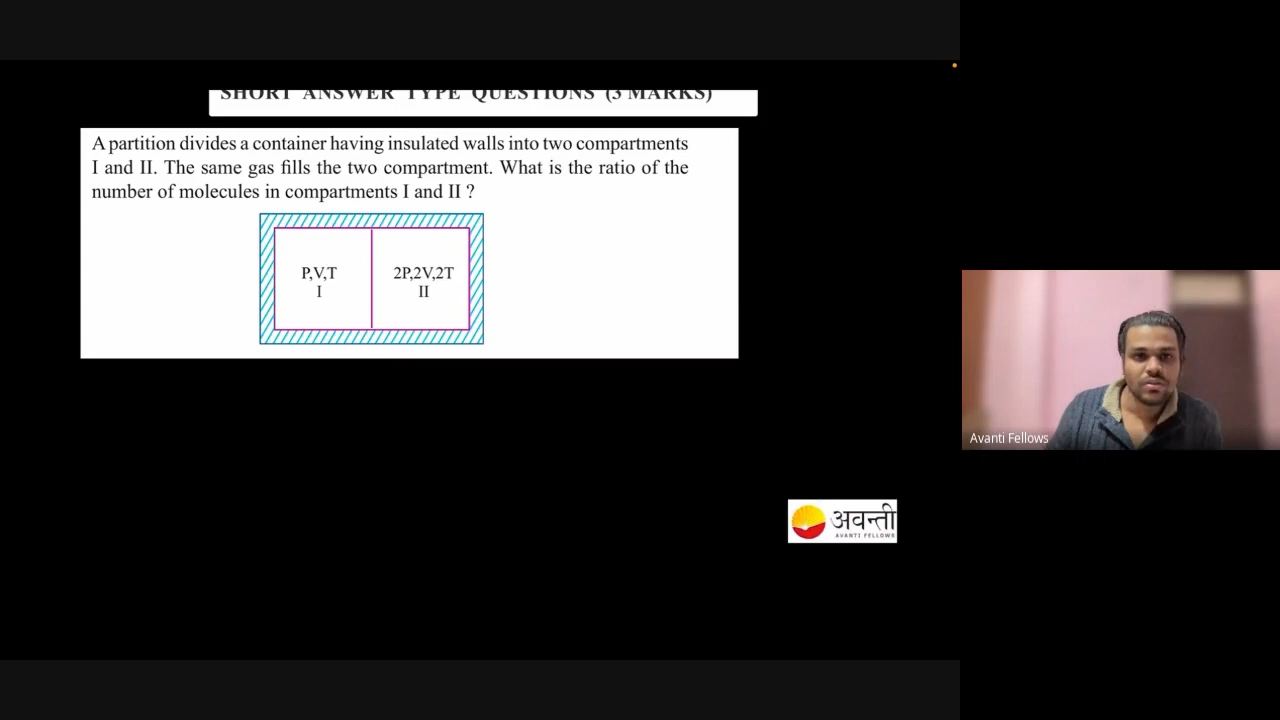 SHORT ANSWER TYPE QUESTIONS (3 MARKS)
A partition divides a container having insulated walls into two compartments
I and II. The same gas fills the two compartment. What is the ratio of the
number of molecules in compartments I and II ?
P,V,T
I
2P,2V,2T
II
Avanti Fellows
अवन्ती
AVANTI FELLOWS